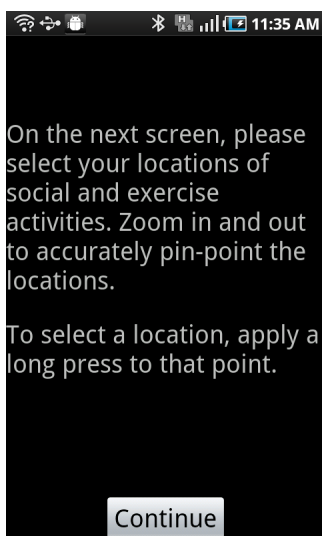 H 11:35 AM
On the next screen, please
select your locations of
social and exercise
activities. Zoom in and out
to accurately pin-point the
locations.
To select a location, apply a
long press to that point.
Continue